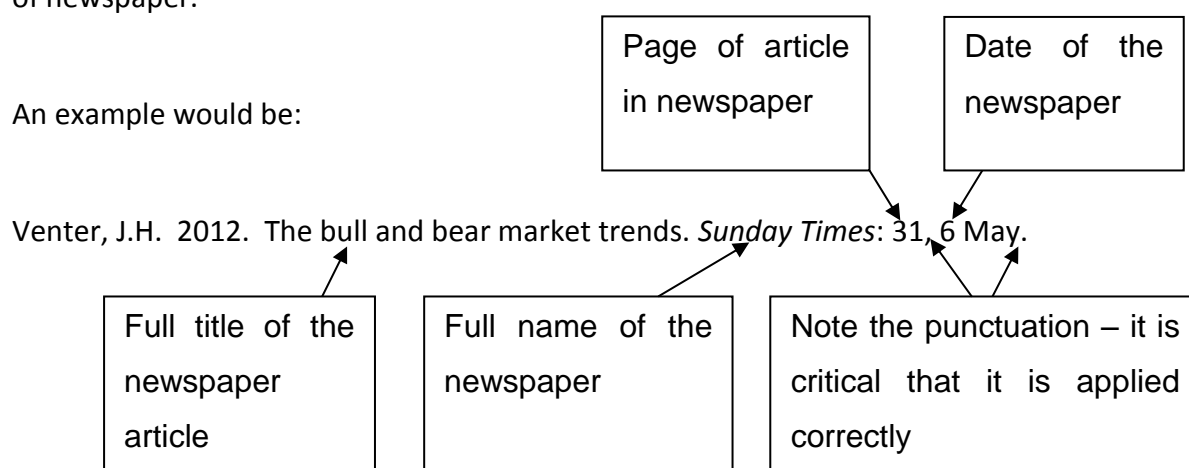 of newspaper.
Page of article
in newspaper
Date of the
newspaper
An example would be:
Venter, J.H. 2012. The bull and bear market trends. Sunday Times: 31, 6 May.
Full title of the
newspaper
article
Full name of the
newspaper
Note the punctuation – it is
critical that it is applied
correctly